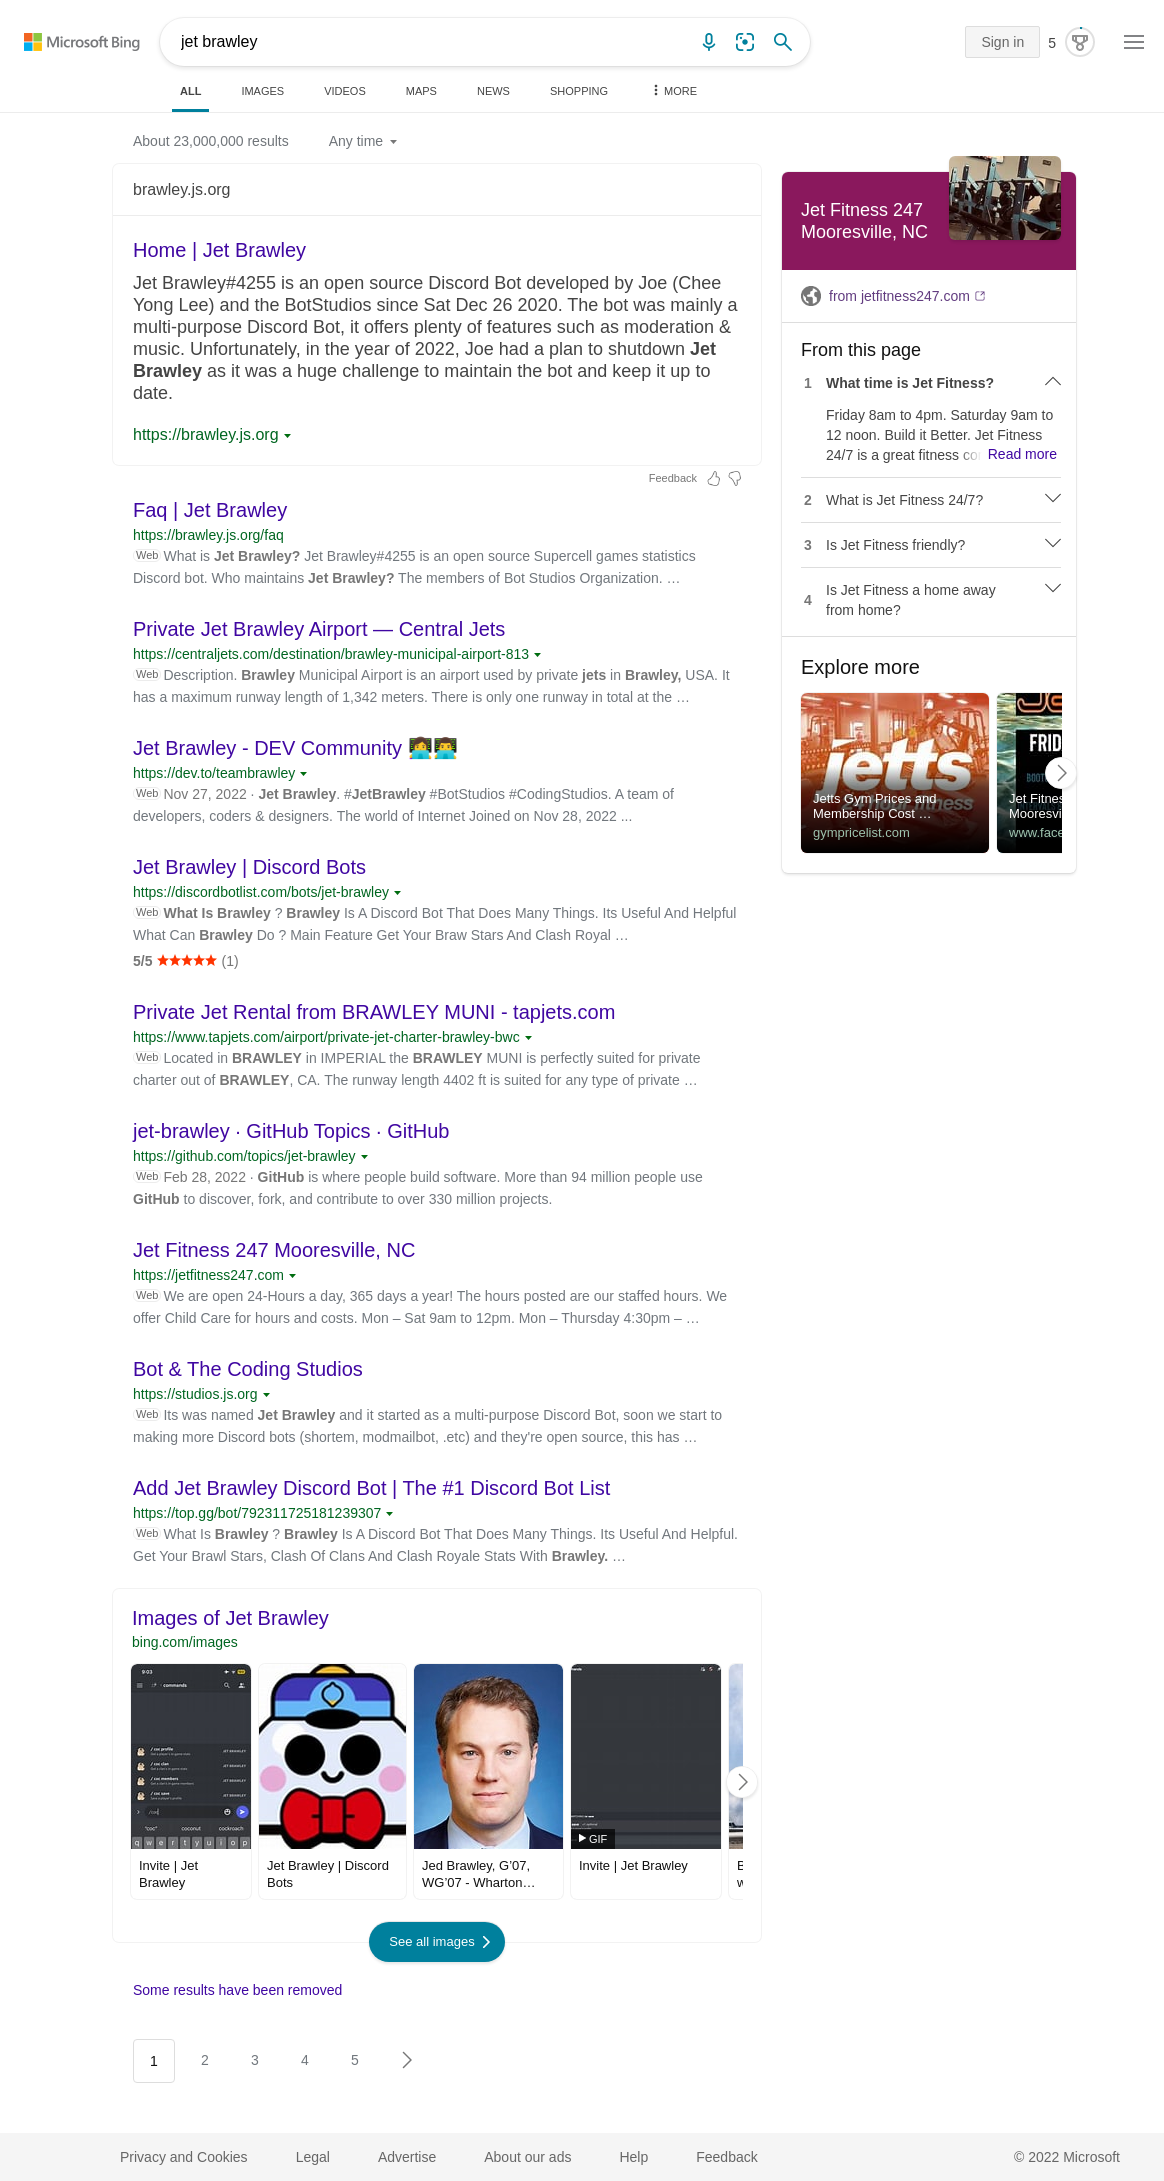 Microsoft Bing
jet brawley
Sign in
5
ALL
IMAGES
VIDEOS
MAPS
NEWS
SHOPPING
MORE
About 23,000,000 results
Any time
brawley.js.org
Home | Jet Brawley
Jet Brawley#4255 is an open source Discord Bot developed by Joe (Chee
Yong Lee) and the BotStudios since Sat Dec 26 2020. The bot was mainly a
multi-purpose Discord Bot, it offers plenty of features such as moderation &
music. Unfortunately, in the year of 2022, Joe had a plan to shutdown Jet
Brawley as it was a huge challenge to maintain the bot and keep it up to
date.
https://brawley.js.org
Feedback
Faq | Jet Brawley
https://brawley.js.org/faq
Web What is Jet Brawley? Jet Brawley#4255 is an open source Supercell games statistics
Discord bot. Who maintains Jet Brawley? The members of Bot Studios Organization. …
Private Jet Brawley Airport — Central Jets
https://centraljets.com/destination/brawley-municipal-airport-813
Web Description. Brawley Municipal Airport is an airport used by private jets in Brawley, USA. It
has a maximum runway length of 1,342 meters. There is only one runway in total at the …
Jet Brawley - DEV Community 👩‍💻👨‍💻
https://dev.to/teambrawley
Web Nov 27, 2022 · Jet Brawley. #JetBrawley #BotStudios #CodingStudios. A team of
developers, coders & designers. The world of Internet Joined on Nov 28, 2022 ...
Jet Brawley | Discord Bots
https://discordbotlist.com/bots/jet-brawley
Web What Is Brawley ? Brawley Is A Discord Bot That Does Many Things. Its Useful And Helpful
What Can Brawley Do ? Main Feature Get Your Braw Stars And Clash Royal …
5/5 ★★★★★ (1)
Private Jet Rental from BRAWLEY MUNI - tapjets.com
https://www.tapjets.com/airport/private-jet-charter-brawley-bwc
Web Located in BRAWLEY in IMPERIAL the BRAWLEY MUNI is perfectly suited for private
charter out of BRAWLEY, CA. The runway length 4402 ft is suited for any type of private …
jet-brawley · GitHub Topics · GitHub
https://github.com/topics/jet-brawley
Web Feb 28, 2022 · GitHub is where people build software. More than 94 million people use
GitHub to discover, fork, and contribute to over 330 million projects.
Jet Fitness 247 Mooresville, NC
https://jetfitness247.com
Web We are open 24-Hours a day, 365 days a year! The hours posted are our staffed hours. We
offer Child Care for hours and costs. Mon – Sat 9am to 12pm. Mon – Thursday 4:30pm – …
Bot & The Coding Studios
https://studios.js.org
Web Its was named Jet Brawley and it started as a multi-purpose Discord Bot, soon we start to
making more Discord bots (shortem, modmailbot, .etc) and they're open source, this has …
Add Jet Brawley Discord Bot | The #1 Discord Bot List
https://top.gg/bot/792311725181239307
Web What Is Brawley ? Brawley Is A Discord Bot That Does Many Things. Its Useful And Helpful.
Get Your Brawl Stars, Clash Of Clans And Clash Royale Stats With Brawley. …
Images of Jet Brawley
bing.com/images
9:03
commands
/ coc profile
JET BRAWLEY
/ coc clan
JET BRAWLEY
/ coc members
JET BRAWLEY
/ coc save
JET BRAWLEY
/coc
"coc" coconut cockroach
q w e r t y u i o p
GIF
Invite | Jet
Brawley
Jet Brawley | Discord
Bots
Jed Brawley, G'07,
WG'07 - Wharton…
Invite | Jet Brawley
See all images
Some results have been removed
1
2
3
4
5
Jet Fitness 247
Mooresville, NC
from jetfitness247.com
From this page
1 What time is Jet Fitness?
Friday 8am to 4pm. Saturday 9am to
12 noon. Build it Better. Jet Fitness
24/7 is a great fitness co Read more
2 What is Jet Fitness 24/7?
3 Is Jet Fitness friendly?
4 Is Jet Fitness a home away
from home?
Explore more
jetts
24 hour fitness
Jetts Gym Prices and
Membership Cost …
gympricelist.com
FRID
BOOT
Jet Fitnes
Mooresvi
www.face
Privacy and Cookies
Legal
Advertise
About our ads
Help
Feedback
© 2022 Microsoft